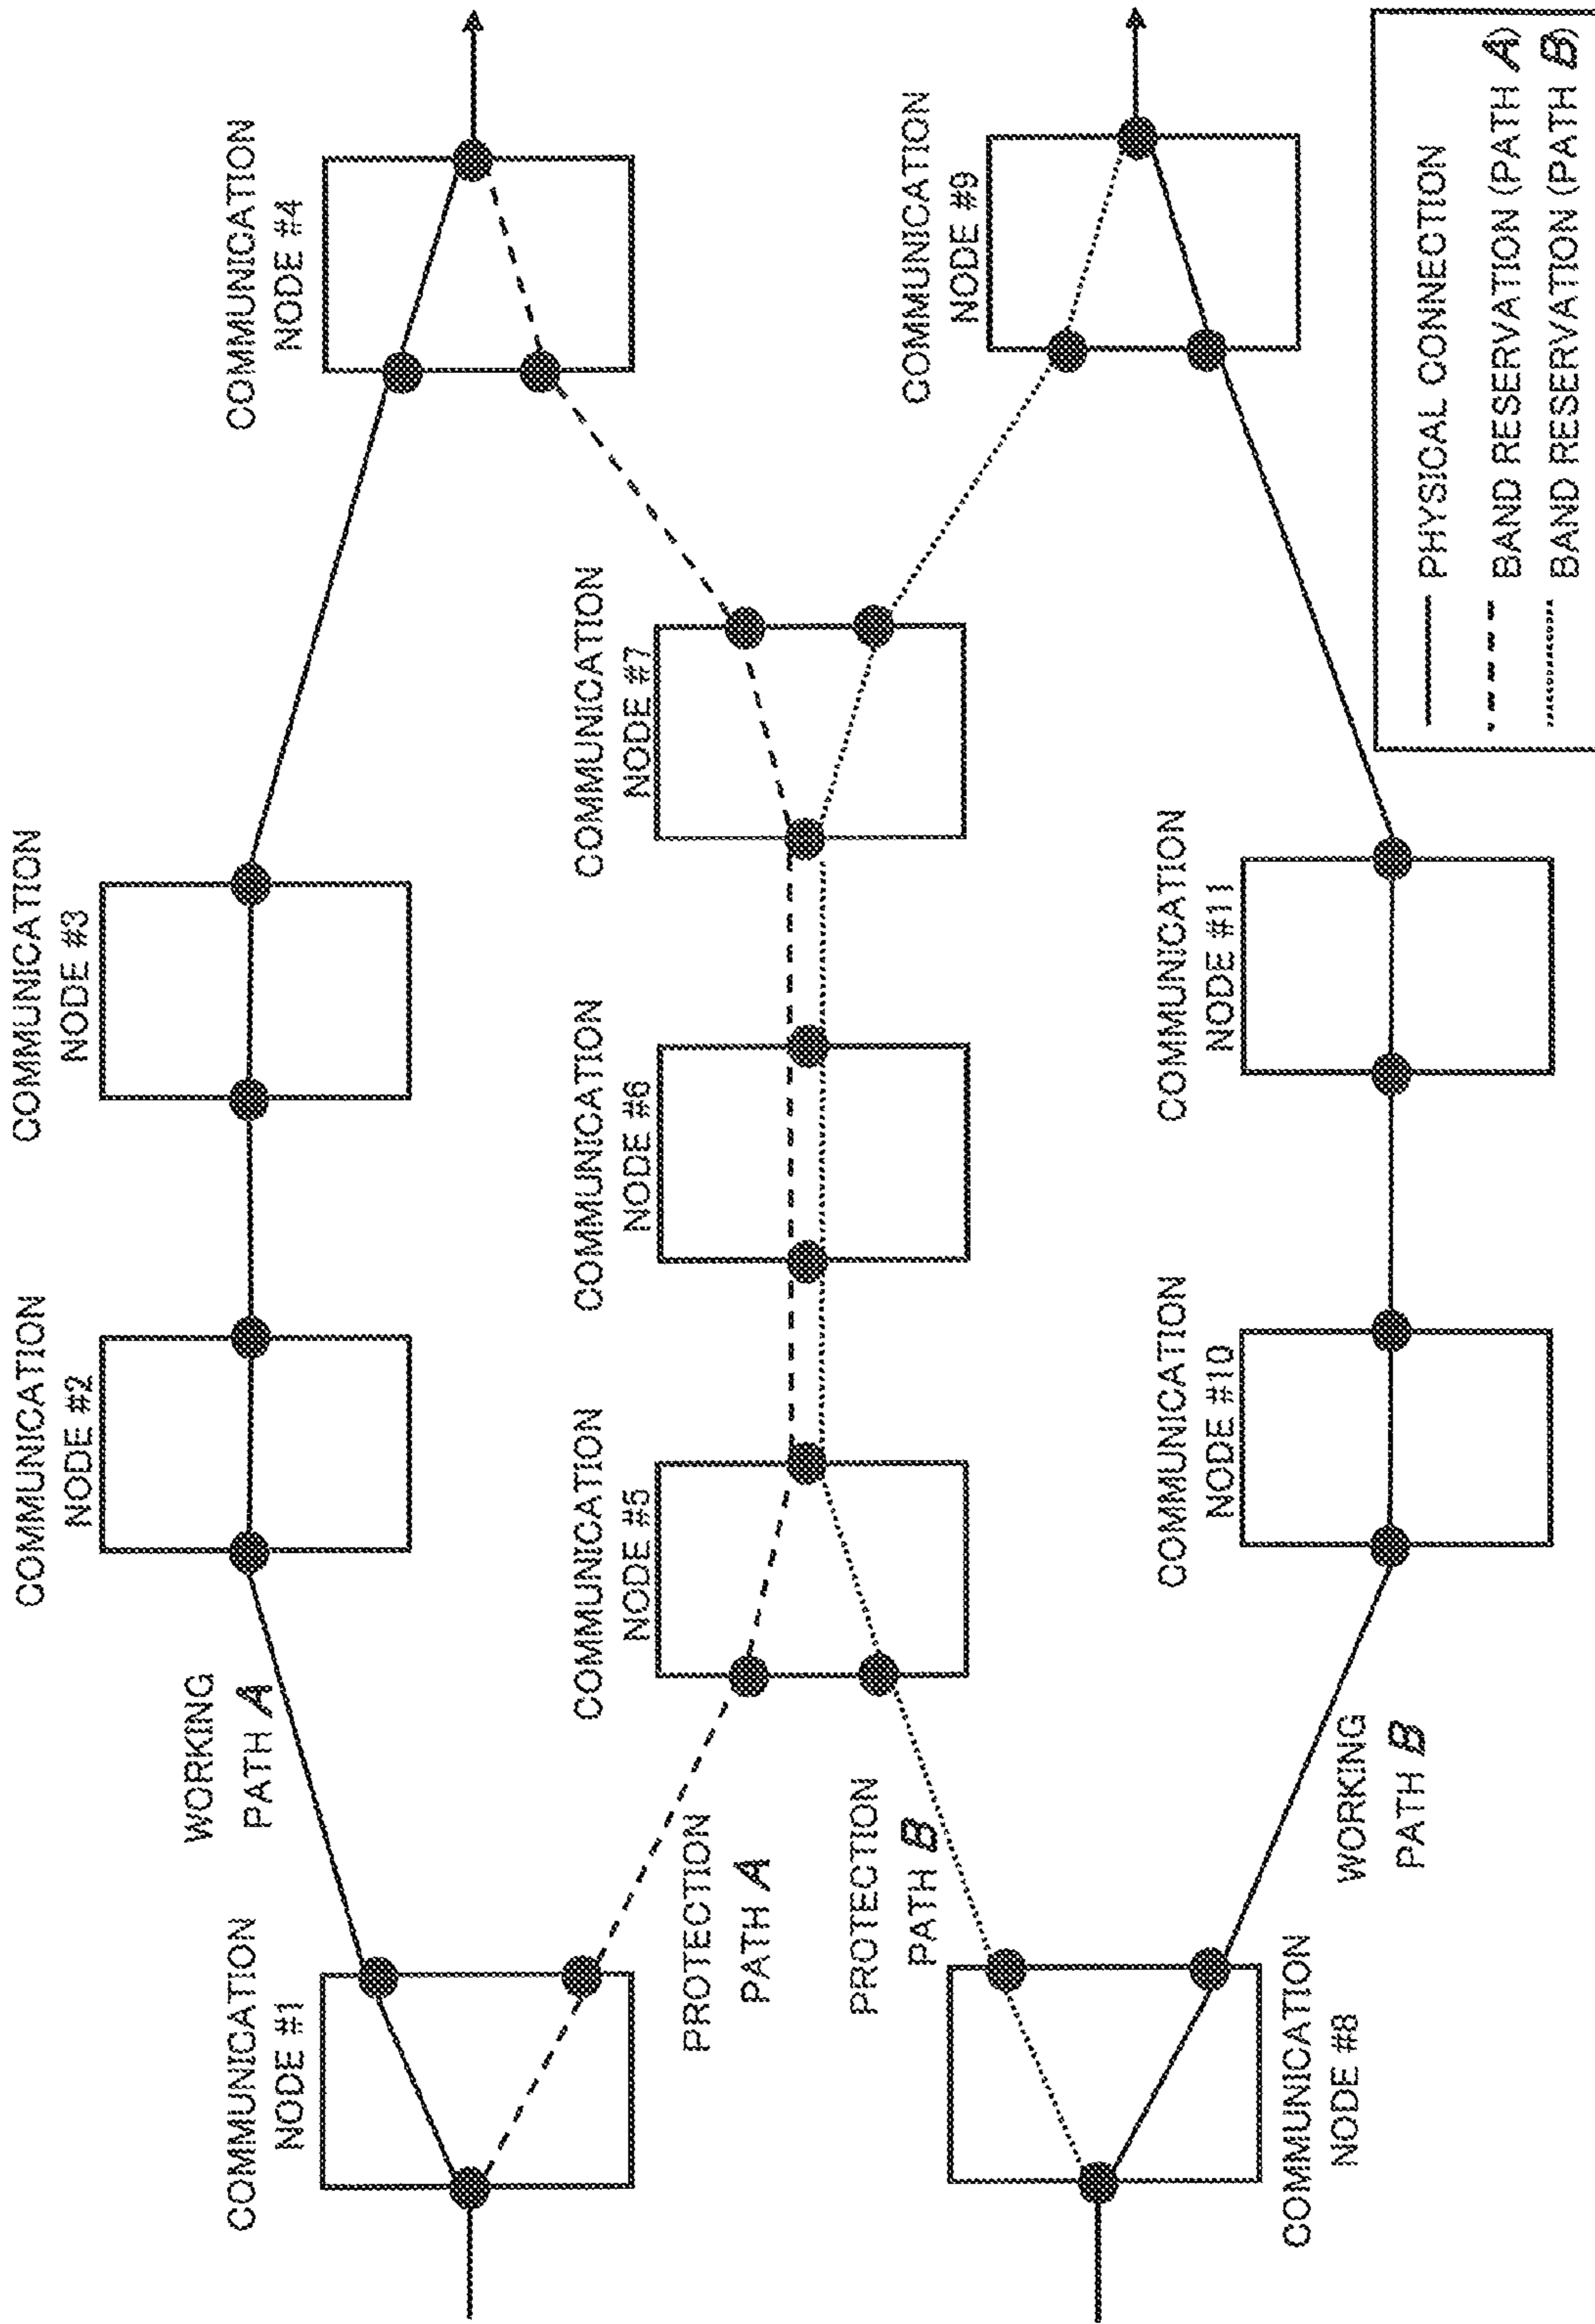 COMMUNICATION
NODE #1
COMMUNICATION
NODE #2
COMMUNICATION
NODE #3
COMMUNICATION
NODE #4
WORKING
PATH A
PROTECTION
PATH A
COMMUNICATION
NODE #5
COMMUNICATION
NODE #6
COMMUNICATION
NODE #7
PROTECTION
PATH B
COMMUNICATION
NODE #8
COMMUNICATION
NODE #9
WORKING
PATH B
COMMUNICATION
NODE #10
COMMUNICATION
NODE #11
PHYSICAL CONNECTION
BAND RESERVATION (PATH A)
BAND RESERVATION (PATH B)